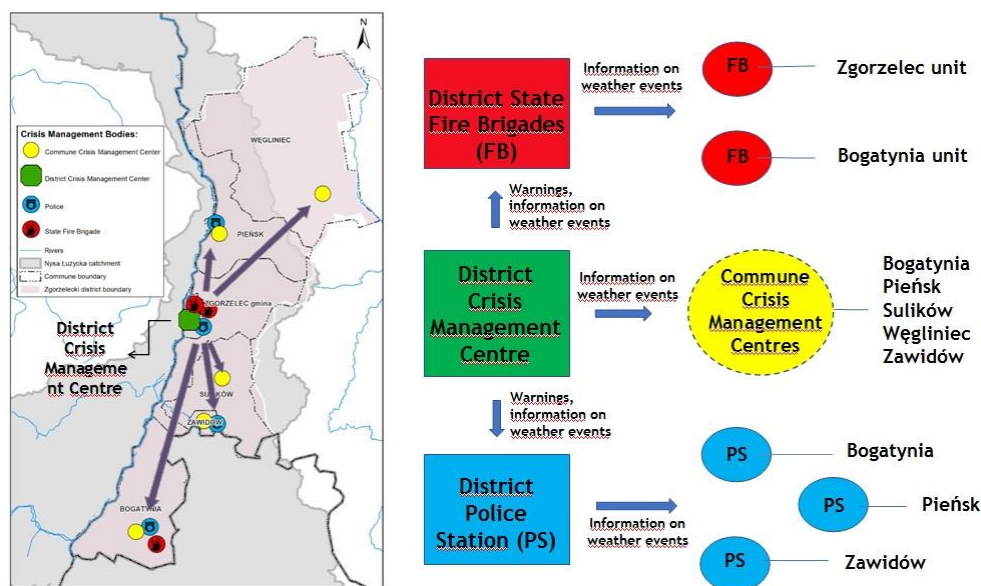 N
Crisis Management Bodies:
Commune Crisis Management Center
District Crisis Management Center
Police
State Fire Brigade
Rivers
Nysa Łużycka catchment
Commune boundary
Zgorzelecki district boundary
WĘGLINIEC
PIEŃSK
ZGORZELEC gmina
SULIKÓW
ZAWIDÓW
BOGATYNIA
District
Crisis
Manageme
nt Centre
District State
Fire Brigades
(FB)
Information on
weather events
FB
Zgorzelec unit
FB
Bogatynia unit
Warnings,
information on
weather events
District
Crisis
Management
Centre
Information on
weather events
Commune
Crisis
Management
Centres
Bogatynia
Pieńsk
Sulików
Węgliniec
Zawidów
Warnings,
information on
weather events
District
Police
Station (PS)
Information on
weather events
PS
Bogatynia
PS
Pieńsk
PS
Zawidów